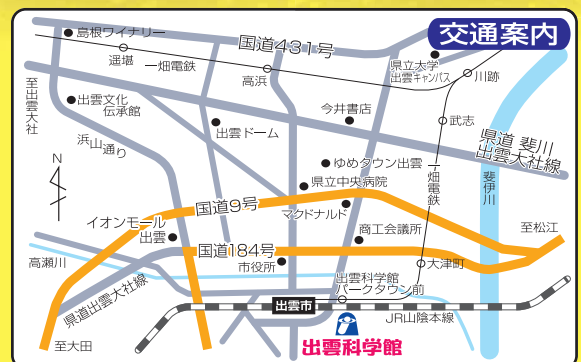 交通案内
島根ワイナリー
国道431号
遥堪
一畑電鉄
高浜
県立大学
出雲キャンパス
川跡
至出雲大社
出雲文化
伝承館
浜山通り
出雲ドーム
今井書店
武志
県道 斐川
出雲大社線
ゆめタウン出雲
一畑電鉄
斐伊川
N
県立中央病院
国道9号
マクドナルド
イオンモール
出雲
商工会議所
至松江
国道184号
高瀬川
市役所
大津町
県道出雲大社線
出雲科学館
パークタウン前
出雲市
JR山陰本線
至大田
出雲科学館